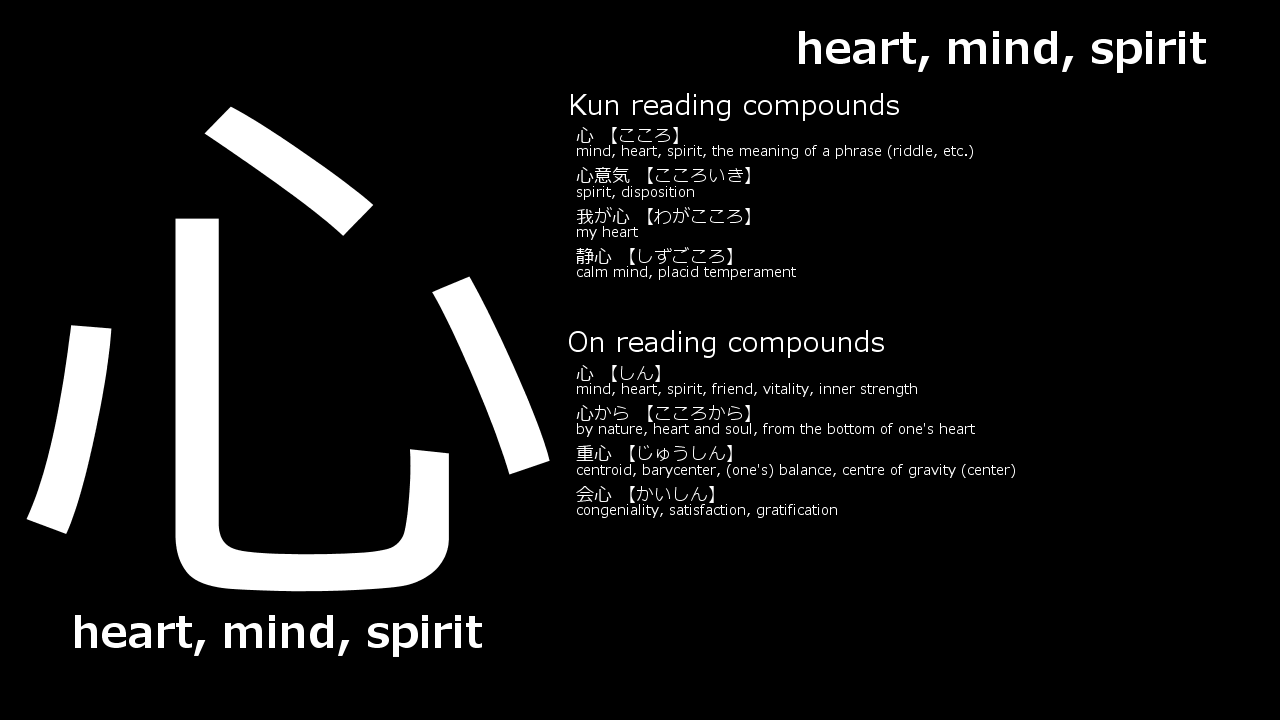 heart, mind, spirit
心
heart, mind, spirit
Kun reading compounds
心 【こころ】
mind, heart, spirit, the meaning of a phrase (riddle, etc.)
心意気 【こころいき】
spirit, disposition
我が心 【わがこころ】
my heart
静心 【しずごころ】
calm mind, placid temperament
On reading compounds
心 【しん】
mind, heart, spirit, friend, vitality, inner strength
心から 【こころから】
by nature, heart and soul, from the bottom of one's heart
重心 【じゅうしん】
centroid, barycenter, (one's) balance, centre of gravity (center)
会心 【かいしん】
congeniality, satisfaction, gratification